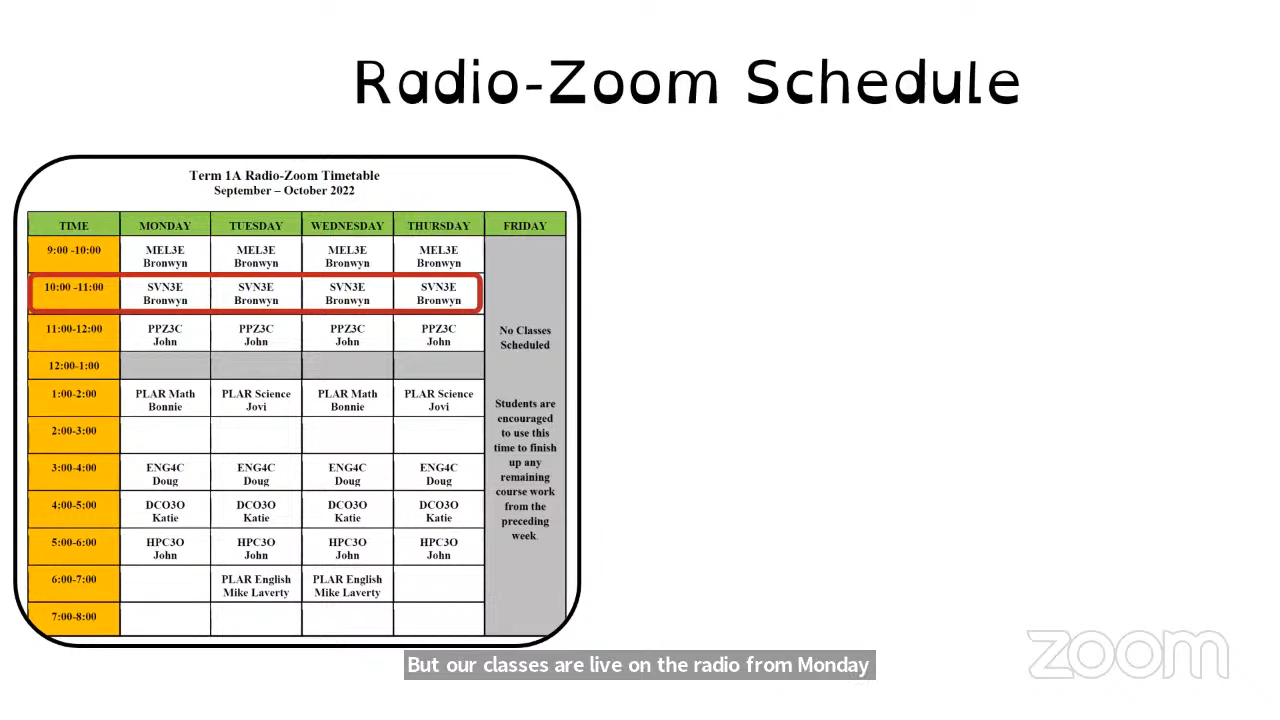 Radio-Zoom Schedule
Term 1A Radio-Zoom Timetable
September – October 2022
TIME MONDAY TUESDAY WEDNESDAY THURSDAY FRIDAY
9:00 -10:00 MEL3E MEL3E MEL3E MEL3E
Bronwyn Bronwyn Bronwyn Bronwyn
10:00 -11:00 SVN3E SVN3E SVN3E SVN3E
Bronwyn Bronwyn Bronwyn Bronwyn
11:00-12:00 PPZ3C PPZ3C PPZ3C PPZ3C
John John John John
12:00-1:00
1:00-2:00 PLAR Math PLAR Science PLAR Math PLAR Science
Bonnie Jovi Bonnie Jovi
2:00-3:00
3:00-4:00 ENG4C ENG4C ENG4C ENG4C
Doug Doug Doug Doug
4:00-5:00 DCO3O DCO3O DCO3O DCO3O
Katie Katie Katie Katie
5:00-6:00 HPC3O HPC3O HPC3O HPC3O
John John John John
6:00-7:00 PLAR English PLAR English
Mike Laverty Mike Laverty
7:00-8:00
No Classes
Scheduled
Students are
encouraged
to use this
time to finish
up any
remaining
course work
from the
preceding
week.
But our classes are live on the radio from Monday
zoom